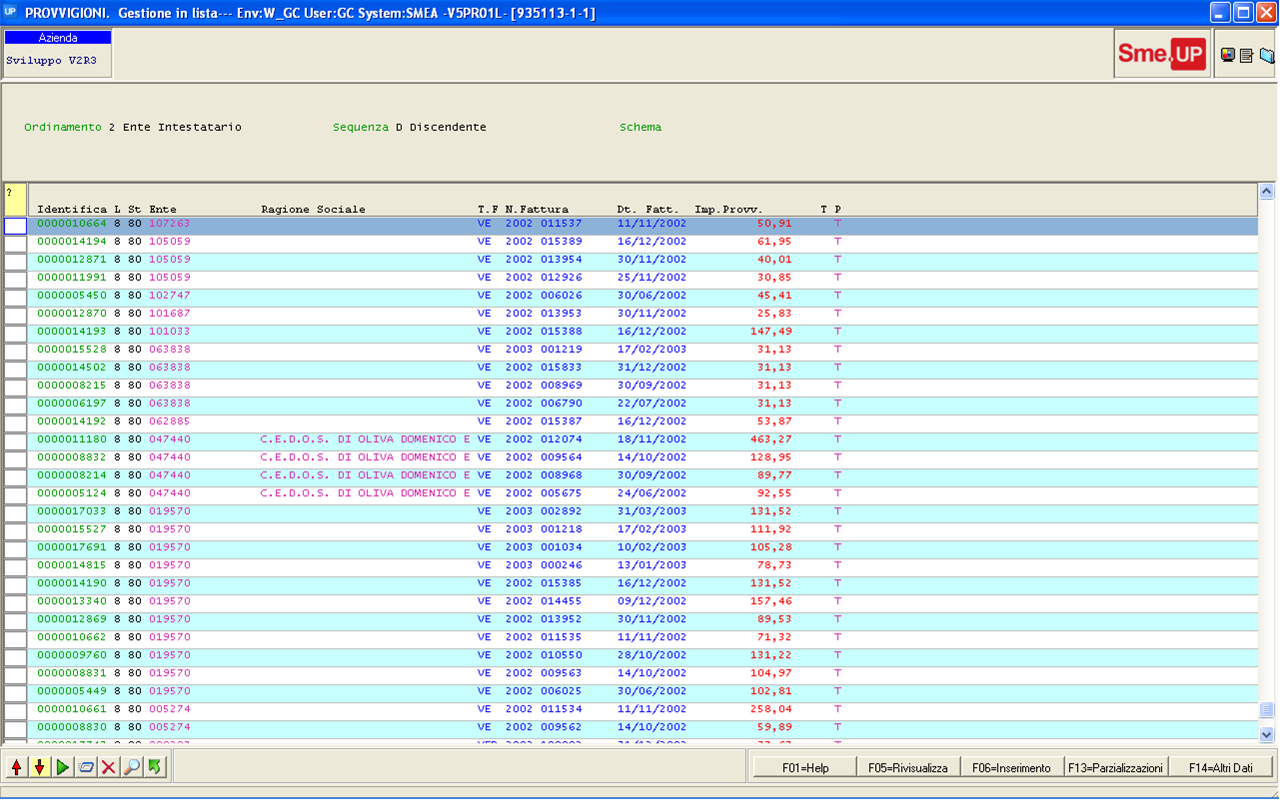 UP PROVVIGIONI. Gestione in lista--- Env:W_GC User:GC System:SMEA -V5PR01L- [935113-1-1]
Azienda
Sviluppo V2R3
Sme.UP
Ordinamento 2 Ente Intestatario Sequenza D Discendente Schema
?
Identifica L St Ente Ragione Sociale T.F N.Fattura Dt. Fatt. Imp.Provv. T P
0000010664 8 80 107263 VE 2002 011537 11/11/2002 50,91 T
0000014194 8 80 105059 VE 2002 015389 16/12/2002 61,95 T
0000012871 8 80 105059 VE 2002 013954 30/11/2002 40,01 T
0000011991 8 80 105059 VE 2002 012926 25/11/2002 30,85 T
0000005450 8 80 102747 VE 2002 006026 30/06/2002 45,41 T
0000012870 8 80 101687 VE 2002 013953 30/11/2002 25,83 T
0000014193 8 80 101033 VE 2002 015388 16/12/2002 147,49 T
0000015528 8 80 063838 VE 2003 001219 17/02/2003 31,13 T
0000014502 8 80 063838 VE 2002 015833 31/12/2002 31,13 T
0000008215 8 80 063838 VE 2002 008969 30/09/2002 31,13 T
0000006197 8 80 063838 VE 2002 006790 22/07/2002 31,13 T
0000014192 8 80 062885 VE 2002 015387 16/12/2002 53,87 T
0000011180 8 80 047440 C.E.D.O.S. DI OLIVA DOMENICO E VE 2002 012074 18/11/2002 463,27 T
0000008832 8 80 047440 C.E.D.O.S. DI OLIVA DOMENICO E VE 2002 009564 14/10/2002 128,95 T
0000008214 8 80 047440 C.E.D.O.S. DI OLIVA DOMENICO E VE 2002 008968 30/09/2002 89,77 T
0000005124 8 80 047440 C.E.D.O.S. DI OLIVA DOMENICO E VE 2002 005675 24/06/2002 92,55 T
0000017033 8 80 019570 VE 2003 002892 31/03/2003 131,52 T
0000015527 8 80 019570 VE 2003 001218 17/02/2003 111,92 T
0000017691 8 80 019570 VE 2003 001034 10/02/2003 105,28 T
0000014815 8 80 019570 VE 2003 000246 13/01/2003 78,73 T
0000014190 8 80 019570 VE 2002 015385 16/12/2002 131,52 T
0000013340 8 80 019570 VE 2002 014455 09/12/2002 157,46 T
0000012869 8 80 019570 VE 2002 013952 30/11/2002 89,53 T
0000010662 8 80 019570 VE 2002 011535 11/11/2002 71,32 T
0000009760 8 80 019570 VE 2002 010550 28/10/2002 131,22 T
0000008831 8 80 019570 VE 2002 009563 14/10/2002 104,97 T
0000005449 8 80 019570 VE 2002 006025 30/06/2002 102,81 T
0000010661 8 80 005274 VE 2002 011534 11/11/2002 258,04 T
0000008830 8 80 005274 VE 2002 009562 14/10/2002 59,89 T
F01=Help F05=Rivisualizza F06=Inserimento F13=Parzializzazioni F14=Altri Dati